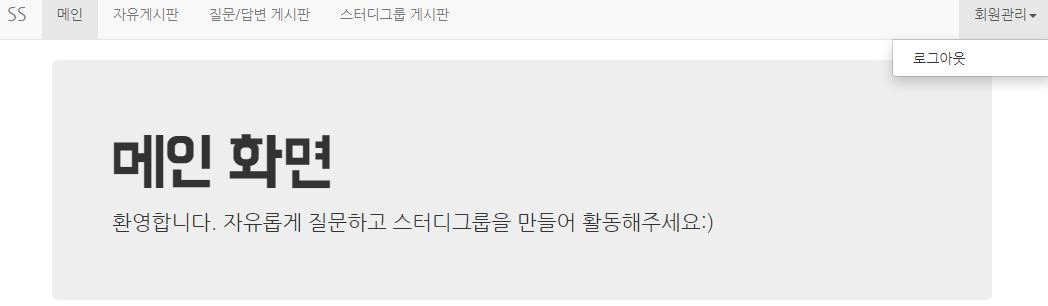 SS 메인 자유게시판 질문/답변 게시판 스터디그룹 게시판 회원관리
로그아웃
메인 화면
환영합니다. 자유롭게 질문하고 스터디그룹을 만들어 활동해주세요:)